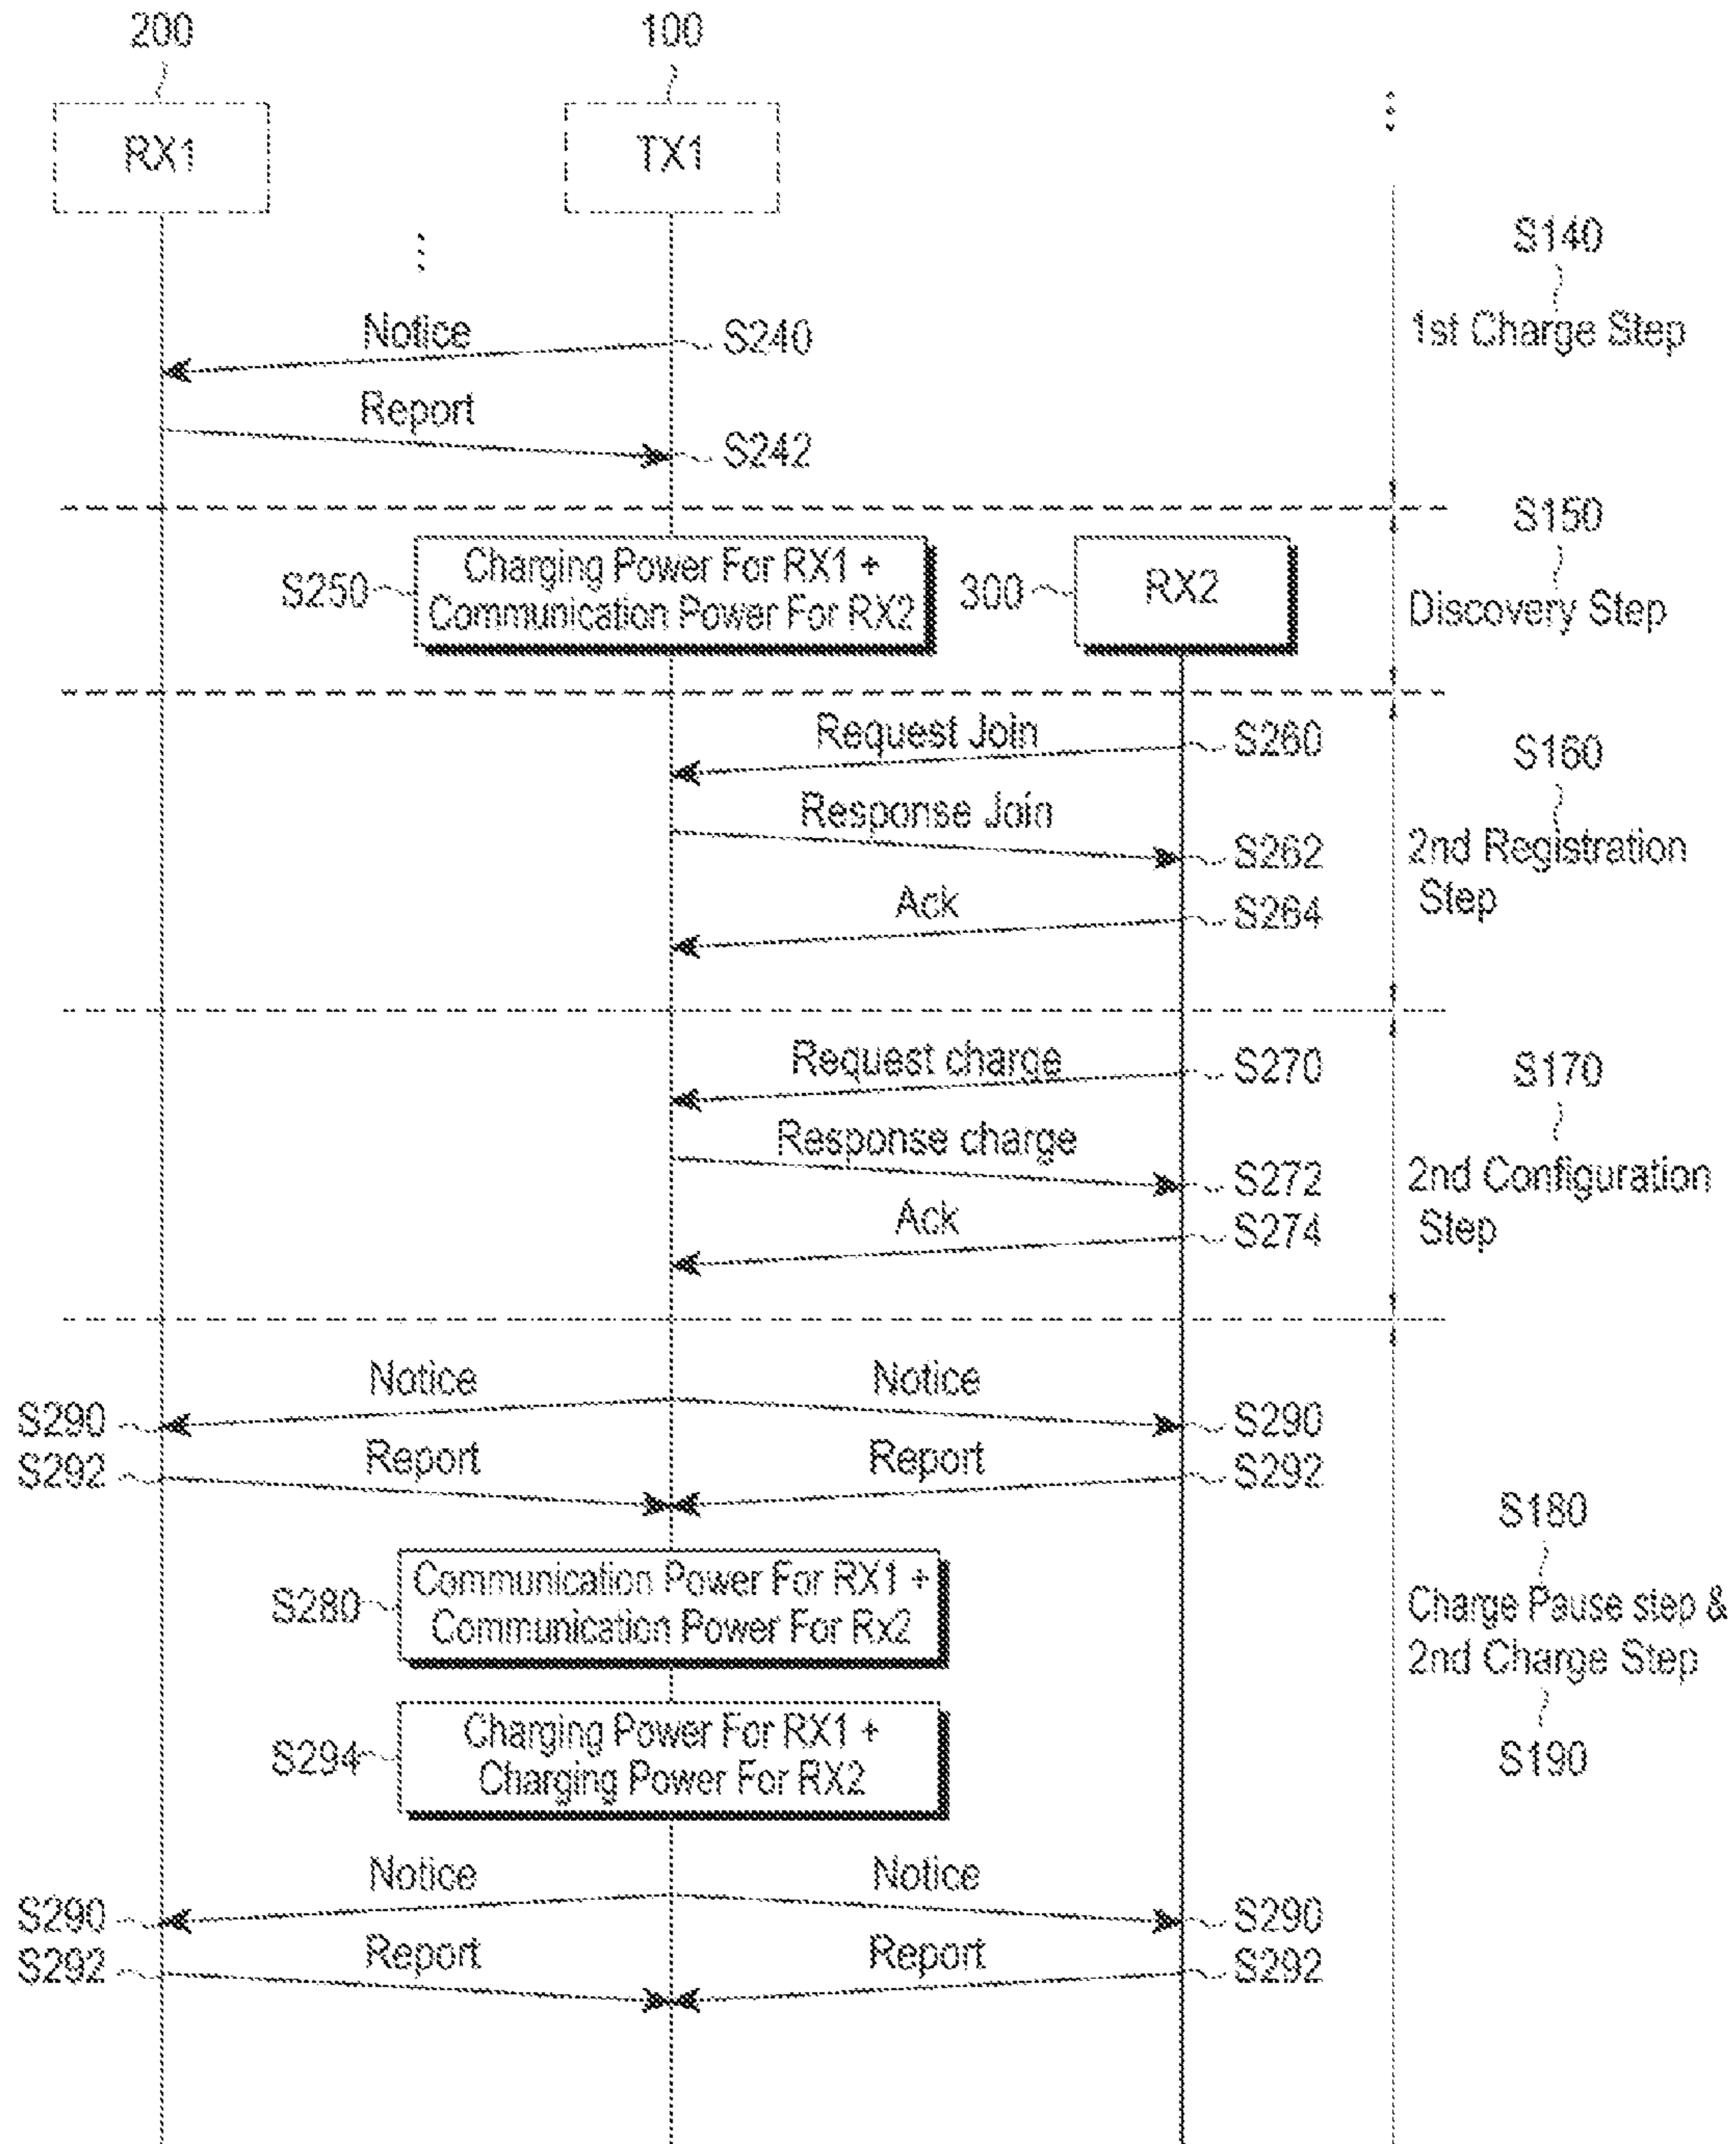 200
100
RX1
TX1
S140
Notice
S240
1st Charge Step
Report
S242
S150
S250
Charging Power For RX1 +
Communication Power For RX2
300
RX2
Discovery Step
Request Join
S260
S160
Response Join
S262
2nd Registration
Step
Ack
S264
Request charge
S270
S170
Response charge
S272
2nd Configuration
Step
Ack
S274
Notice
Notice
S290
S290
Report
Report
S292
S292
S180
S280
Communication Power For RX1 +
Communication Power For Rx2
Charge Pause step &
2nd Charge Step
S294
Charging Power For RX1 +
Charging Power For RX2
S190
Notice
Notice
S290
S290
Report
Report
S292
S292